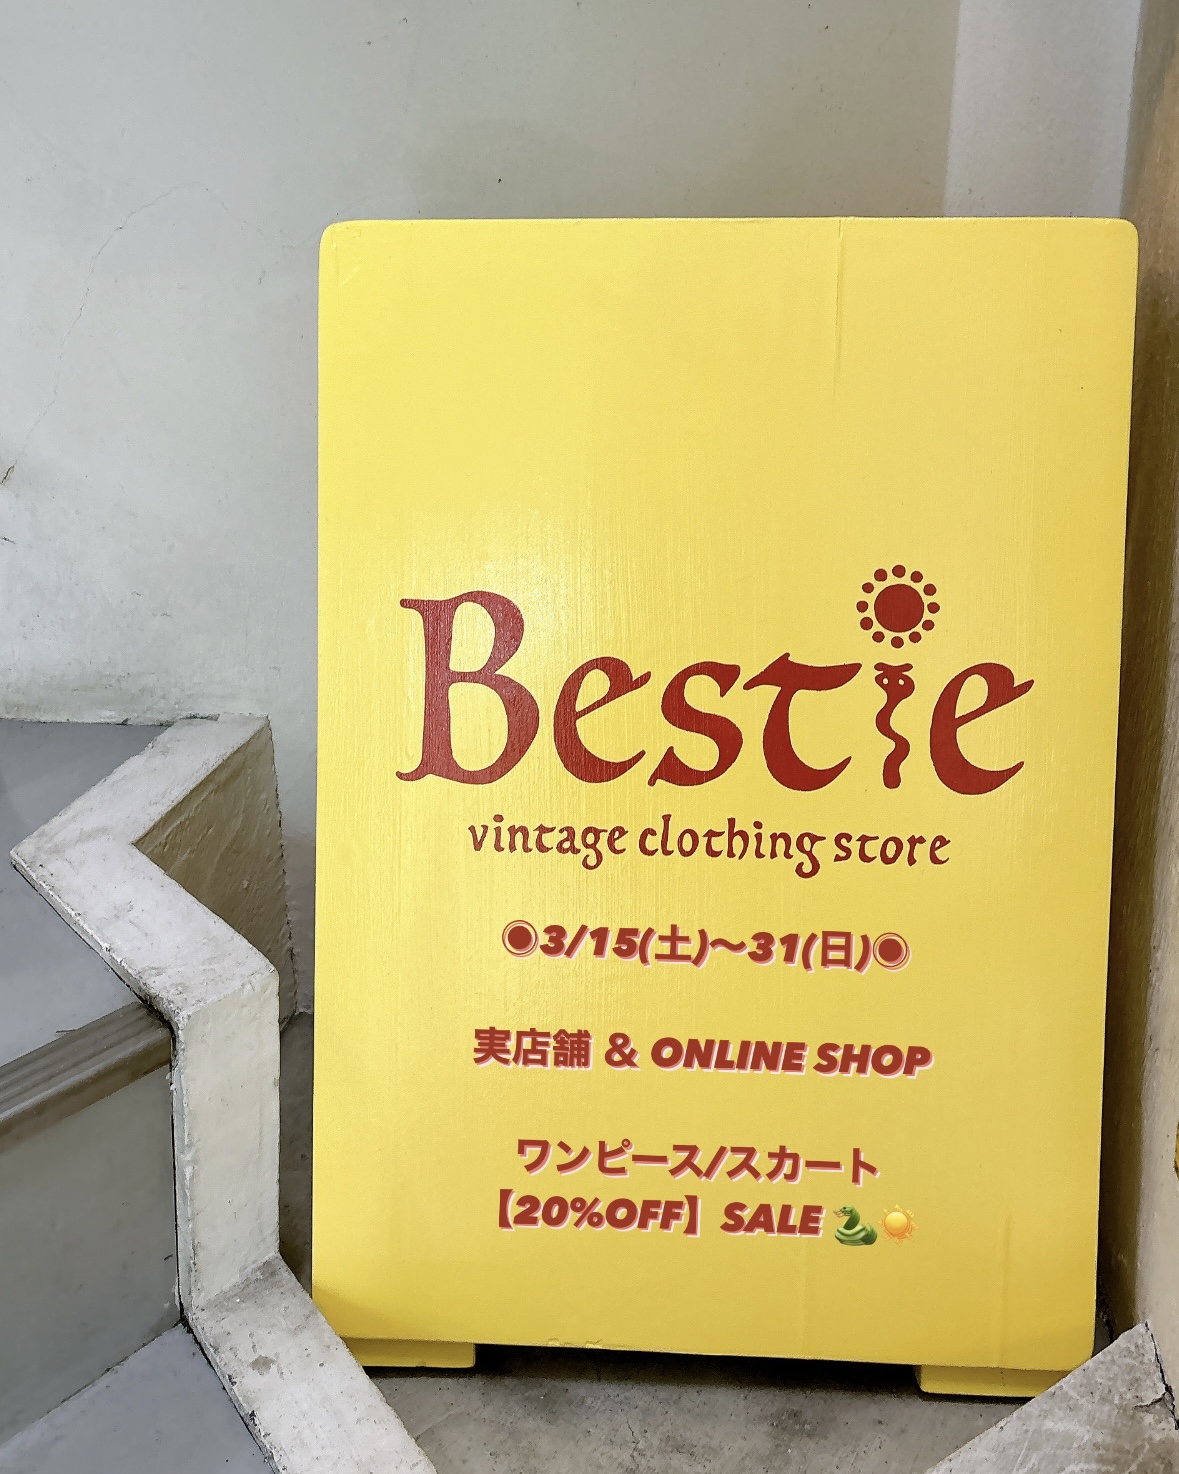 Bestie
vintage clothing store
◉3/15(土)〜31(日)◉
実店舗 & ONLINE SHOP
ワンピース/スカート
【20%OFF】SALE🐍☀️